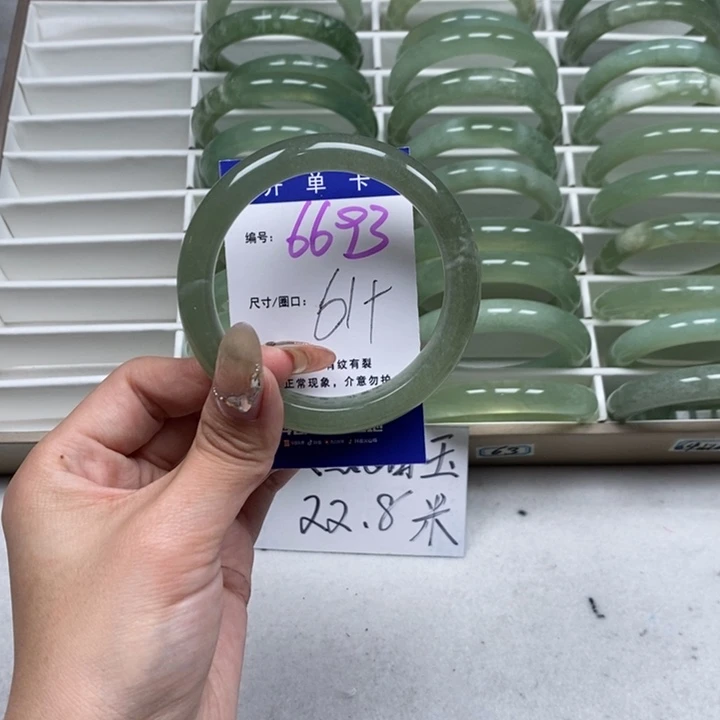 开单卡
编号: 6693
尺寸/圈口: 61+
纹有裂
正常现象，介意勿拍
玉
22.8米
63